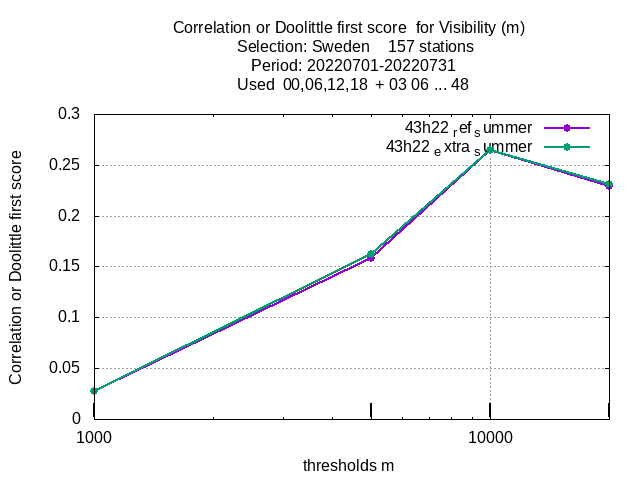 Correlation or Doolittle first score  for Visibility (m)
Selection: Sweden    157 stations
Period: 20220701-20220731
Used  00,06,12,18  + 03 06 ... 48
0.3
0.25
0.2
0.15
0.1
0.05
0
Correlation or Doolittle first score
43h22 ref summer
43h22 extra summer
1000
10000
thresholds m